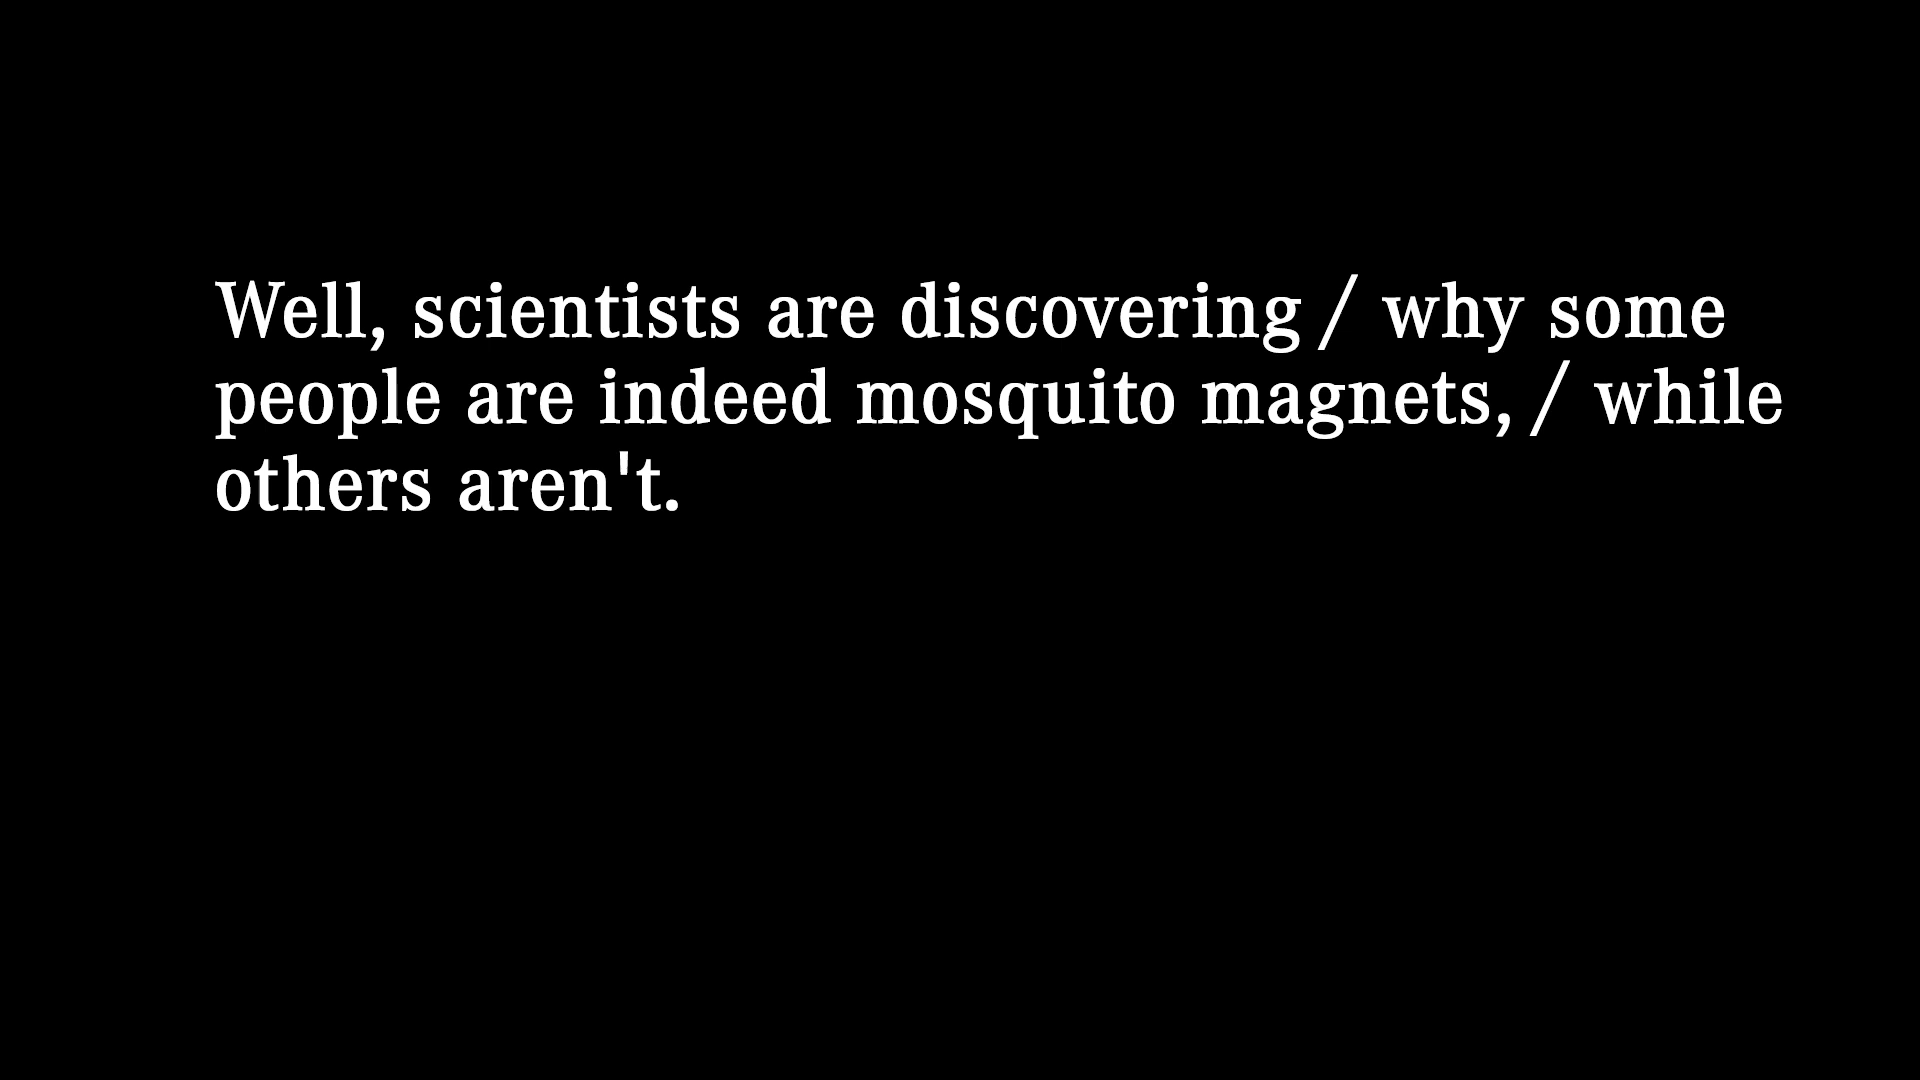 Well, scientists are discovering / why some
people are indeed mosquito magnets, / while
others aren't.